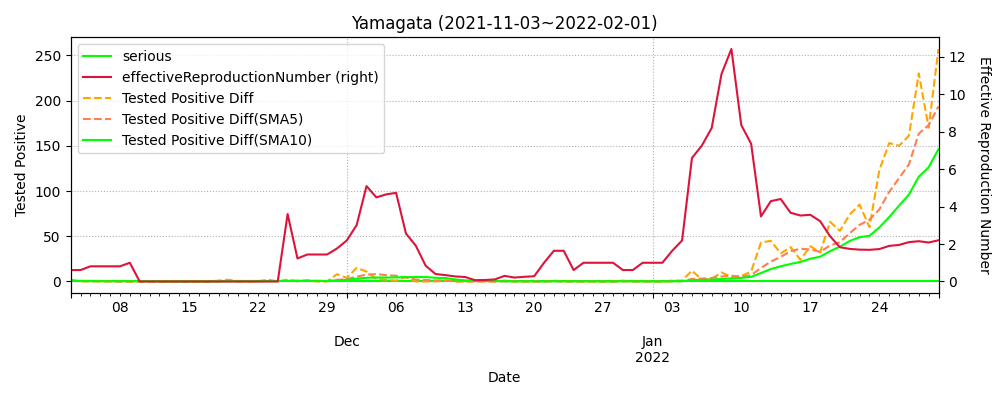 Yamagata (2021-11-03~2022-02-01)
serious
effectiveReproductionNumber (right)
Tested Positive Diff
Tested Positive Diff(SMA5)
Tested Positive Diff(SMA10)
250
200
150
100
50
0
Tested Positive
12
10
8
6
4
2
0
Effective Reproduction Number
08 15 22 29 06 13 20 27 03 10 17 24
Dec Jan
2022
Date